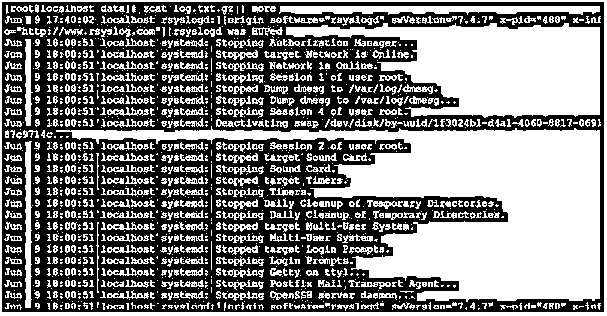 [root@localhost data]# zcat log.txt.gz | more
Jun  9 17:40:02 localhost rsyslogd: [origin software="rsyslogd" swVersion="7.4.7" x-pid="480" x-inf
o="http://www.rsyslog.com"] rsyslogd was HUPed
Jun  9 18:00:51 localhost systemd: Stopping Authorization Manager...
Jun  9 18:00:51 localhost systemd: Stopped target Network is Online.
Jun  9 18:00:51 localhost systemd: Stopping Network is Online.
Jun  9 18:00:51 localhost systemd: Stopping Session 1 of user root.
Jun  9 18:00:51 localhost systemd: Stopped Dump dmesg to /var/log/dmesg.
Jun  9 18:00:51 localhost systemd: Stopping Dump dmesg to /var/log/dmesg...
Jun  9 18:00:51 localhost systemd: Stopping Session 4 of user root.
Jun  9 18:00:51 localhost systemd: Deactivating swap /dev/disk/by-uuid/1f3024b1-d4a1-4060-8817-069
87c9714c...
Jun  9 18:00:51 localhost systemd: Stopping Session 2 of user root.
Jun  9 18:00:51 localhost systemd: Stopped target Sound Card.
Jun  9 18:00:51 localhost systemd: Stopping Sound Card.
Jun  9 18:00:51 localhost systemd: Stopped target Timers.
Jun  9 18:00:51 localhost systemd: Stopping Timers.
Jun  9 18:00:51 localhost systemd: Stopped Daily Cleanup of Temporary Directories.
Jun  9 18:00:51 localhost systemd: Stopping Daily Cleanup of Temporary Directories.
Jun  9 18:00:51 localhost systemd: Stopped target Multi-User System.
Jun  9 18:00:51 localhost systemd: Stopping Multi-User System.
Jun  9 18:00:51 localhost systemd: Stopped target Login Prompts.
Jun  9 18:00:51 localhost systemd: Stopping Login Prompts.
Jun  9 18:00:51 localhost systemd: Stopping Getty on tty1...
Jun  9 18:00:51 localhost systemd: Stopping Postfix Mail Transport Agent...
Jun  9 18:00:51 localhost systemd: Stopping OpenSSH server daemon...
Jun  9 18:00:51 localhost rsyslogd: [origin software="rsyslogd" swVersion="7.4.7" x-pid="480" x-inf